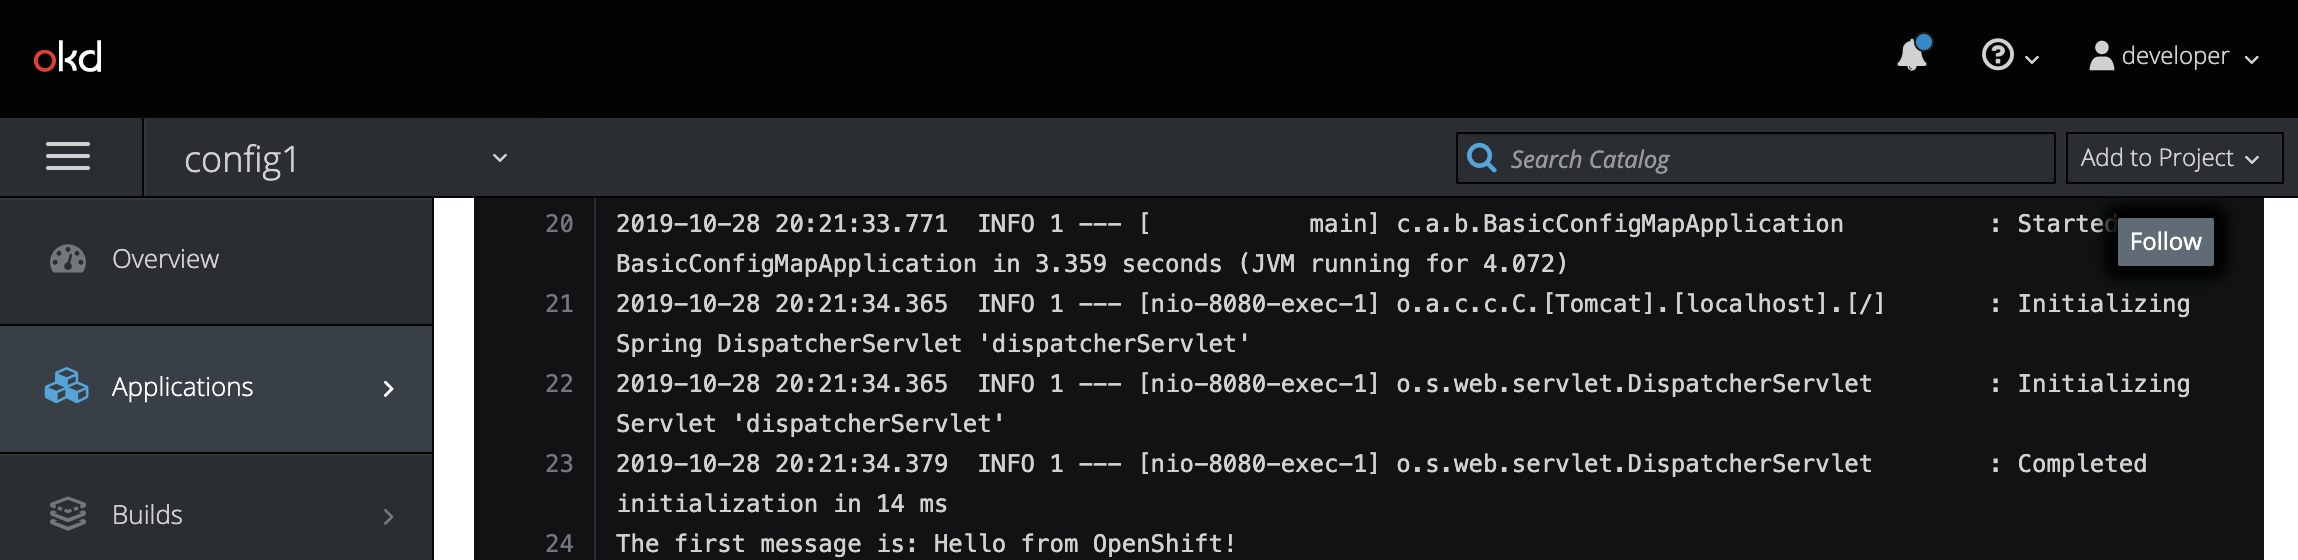 okd
developer
config1
Search Catalog
Add to Project
Overview
Applications
Builds
20 2019-10-28 20:21:33.771  INFO 1 --- [           main] c.a.b.BasicConfigMapApplication          : Started
Follow
BasicConfigMapApplication in 3.359 seconds (JVM running for 4.072)
21 2019-10-28 20:21:34.365  INFO 1 --- [nio-8080-exec-1] o.a.c.c.C.[Tomcat].[localhost].[/]       : Initializing
Spring DispatcherServlet 'dispatcherServlet'
22 2019-10-28 20:21:34.365  INFO 1 --- [nio-8080-exec-1] o.s.web.servlet.DispatcherServlet        : Initializing
Servlet 'dispatcherServlet'
23 2019-10-28 20:21:34.379  INFO 1 --- [nio-8080-exec-1] o.s.web.servlet.DispatcherServlet        : Completed
initialization in 14 ms
24 The first message is: Hello from OpenShift!